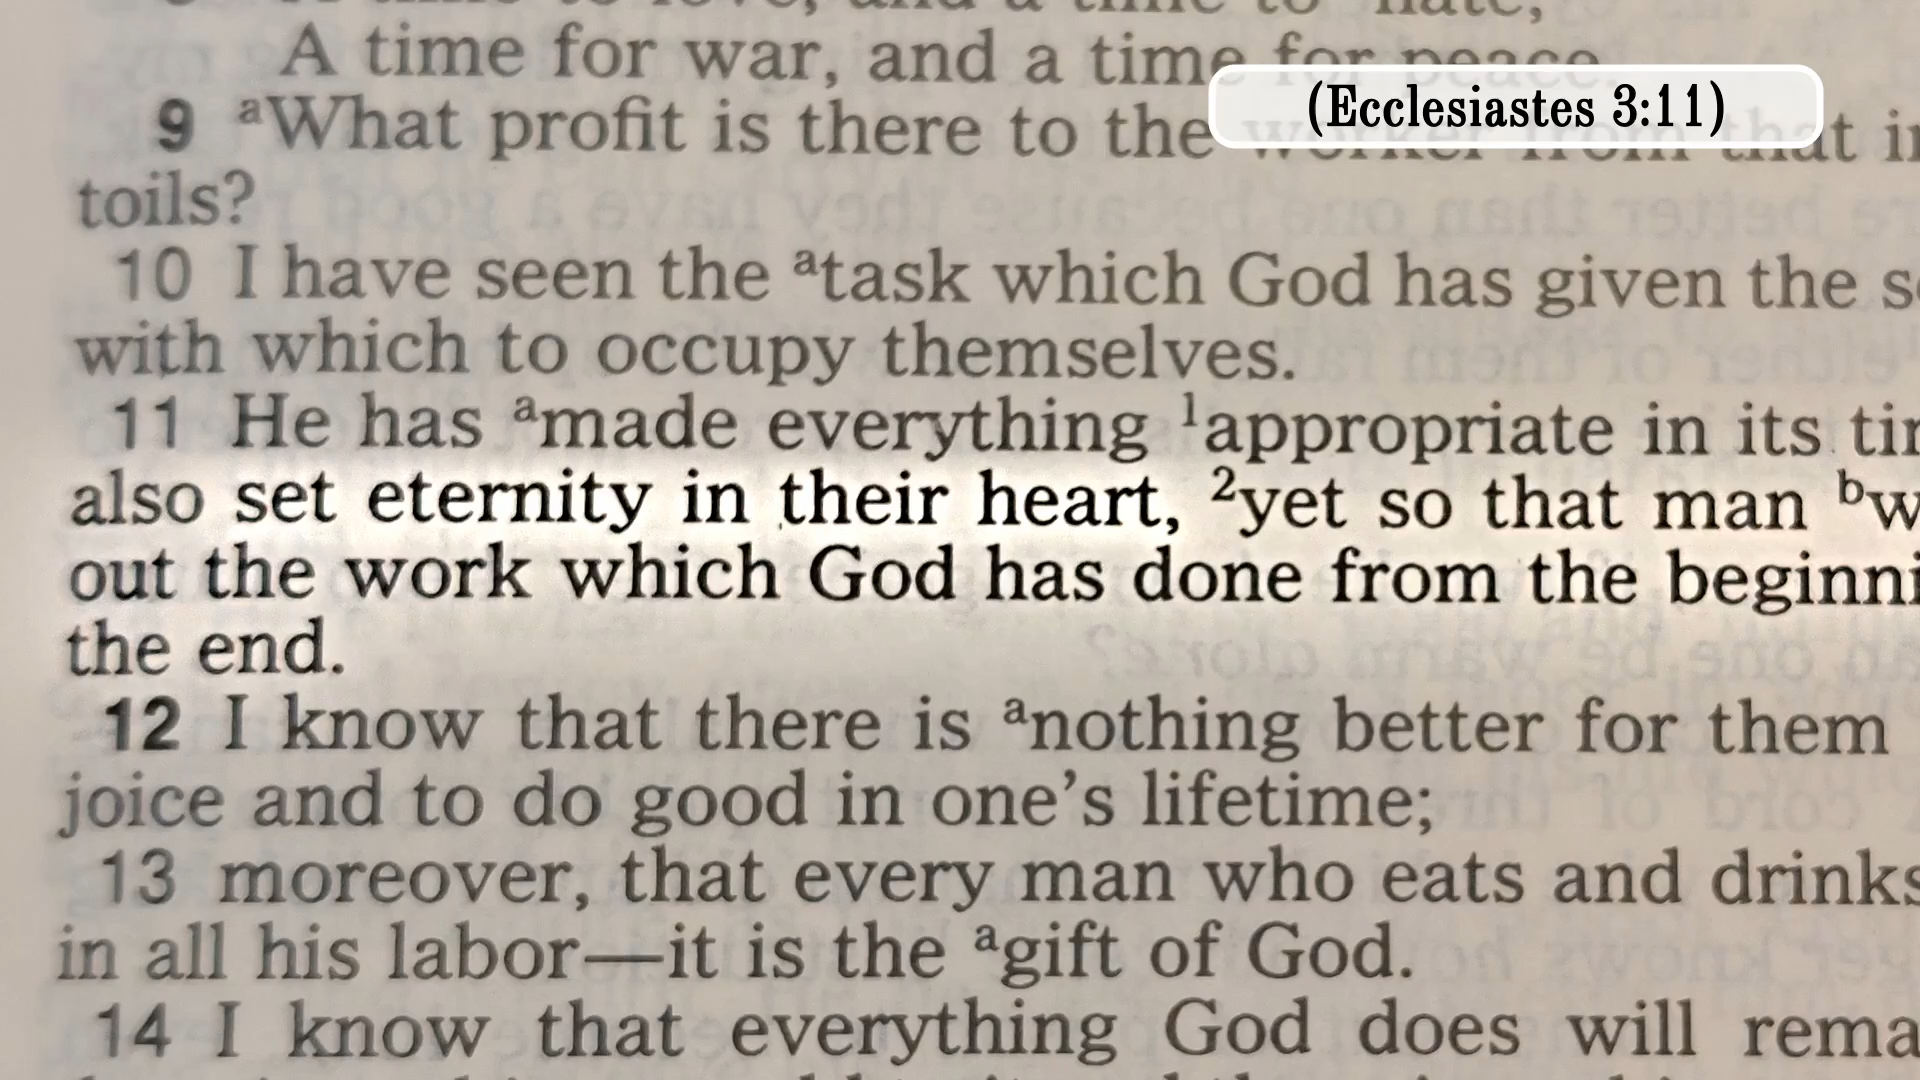 A time for war, and a time for peace.
(Ecclesiastes 3:11)
9 aWhat profit is there to the worker from that
toils?
10 I have seen the atask which God has given the
with which to occupy themselves.
11 He has amade everything 1appropriate in its
also set eternity in their heart, 2yet so that man
out the work which God has done from the
the end.
12 I know that there is anothing better for them
joice and to do good in one's lifetime;
13 moreover, that every man who eats and drinks
in all his labor—it is the agift of God.
14 I know that everything God does will